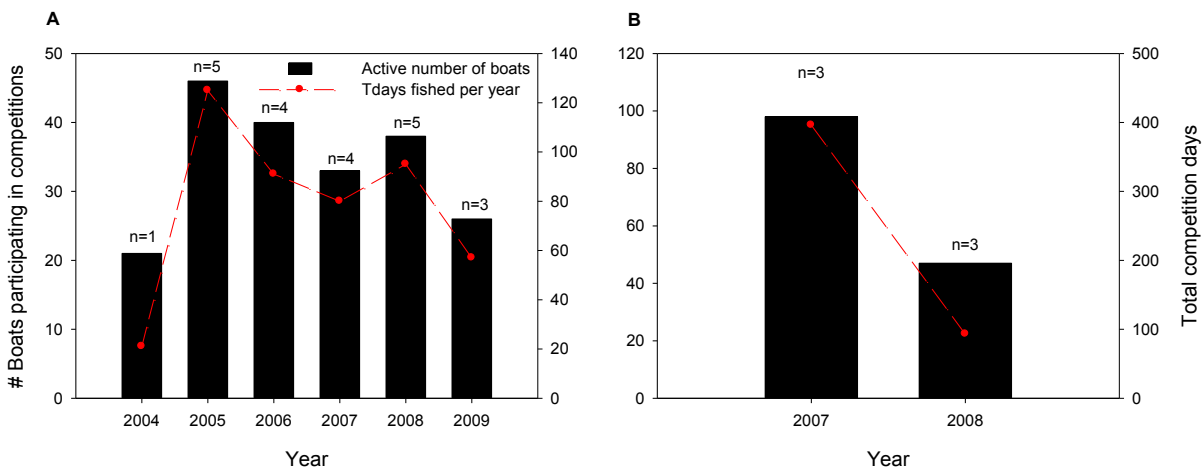 A
# Boats participating in competitions
50
40
30
20
10
0
140
120
100
80
60
40
20
0
Active number of boats
Tdays fished per year
n=1
n=5
n=4
n=4
n=5
n=3
2004 2005 2006 2007 2008 2009
Year
B
120
100
80
60
40
20
0
500
400
300
200
100
0
Total competition days
n=3
n=3
2007 2008
Year